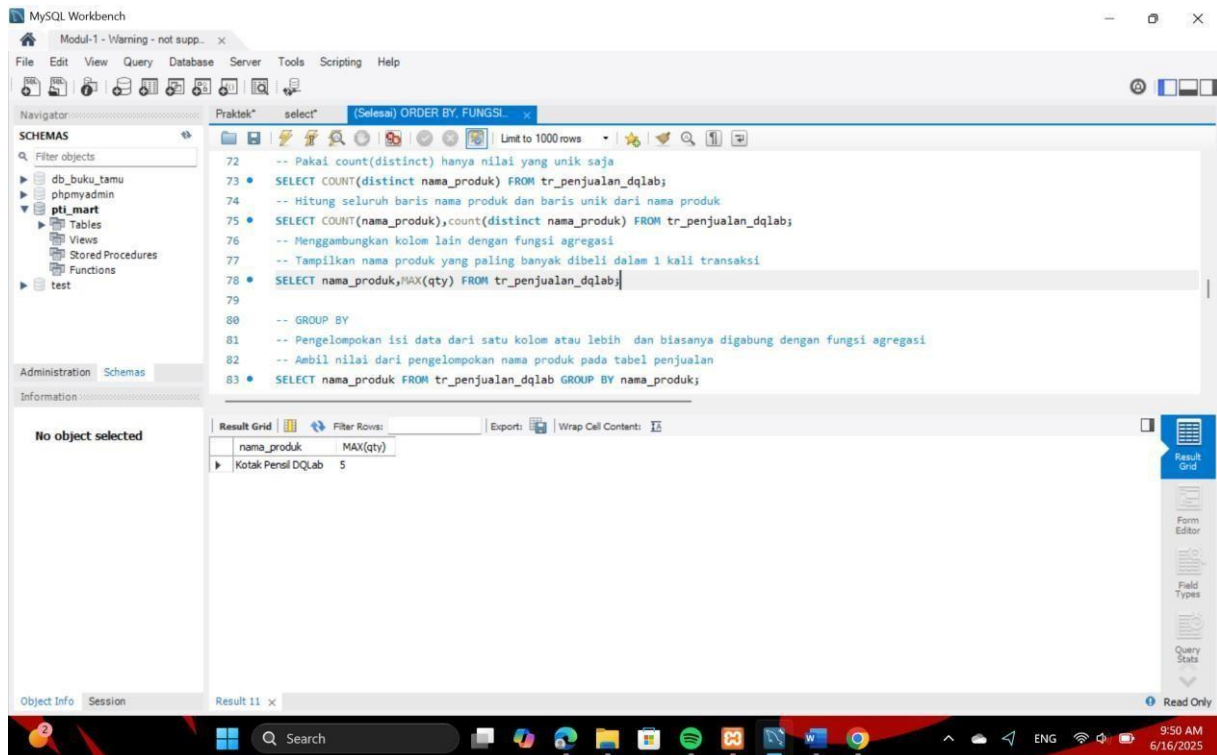 MySQL Workbench
Modul-1 - Warning - not supp..
File Edit View Query Database Server Tools Scripting Help
Navigator
SCHEMAS
Filter objects
db_buku_tamu
phpmyadmin
pti_mart
Tables
Views
Stored Procedures
Functions
test
Administration Schemas
Information
No object selected
Object Info Session
Praktek* select* (Selesai) ORDER BY, FUNGSI...
Limit to 1000 rows
72 -- Pakai count(distinct) hanya nilai yang unik saja
73 SELECT COUNT(distinct nama_produk) FROM tr_penjualan_dqlab;
74 -- Hitung seluruh baris nama produk dan baris unik dari nama produk
75 SELECT COUNT(nama_produk),count(distinct nama_produk) FROM tr_penjualan_dqlab;
76 -- Menggambungkan kolom lain dengan fungsi agregasi
77 -- Tampilkan nama produk yang paling banyak dibeli dalam 1 kali transaksi
78 SELECT nama_produk,MAX(qty) FROM tr_penjualan_dqlab;
79
80 -- GROUP BY
81 -- Pengelompokan isi data dari satu kolom atau lebih dan biasanya digabung dengan fungsi agregasi
82 -- Ambil nilai dari pengelompokan nama produk pada tabel penjualan
83 SELECT nama_produk FROM tr_penjualan_dqlab GROUP BY nama_produk;
Result Grid Filter Rows: Export: Wrap Cell Content:
nama_produk MAX(qty)
Kotak Pensil DQLab 5
Result
Grid
Form
Editor
Field
Types
Query
Stats
Result 11
Read Only
2
Search
ENG
9:50 AM
6/16/2025